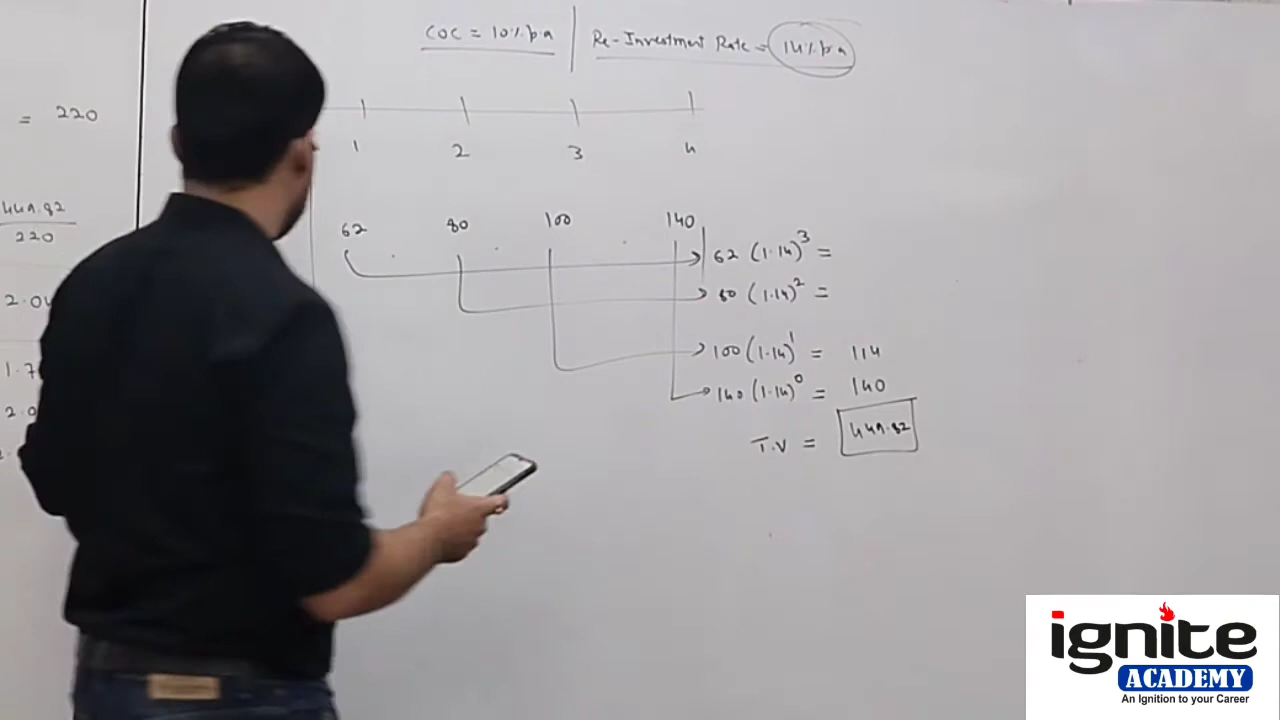 = 220
449.82
220
2.04
COC = 10% p.a
Re-Investment Rate = 14% p.a
1 2 3 4
62 80 100 140
62 (1.14)^3 =
80 (1.14)^2 =
100 (1.14)^1 = 114
140 (1.14)^0 = 140
T.V = 449.82
ignite
ACADEMY
An Ignition to your Career